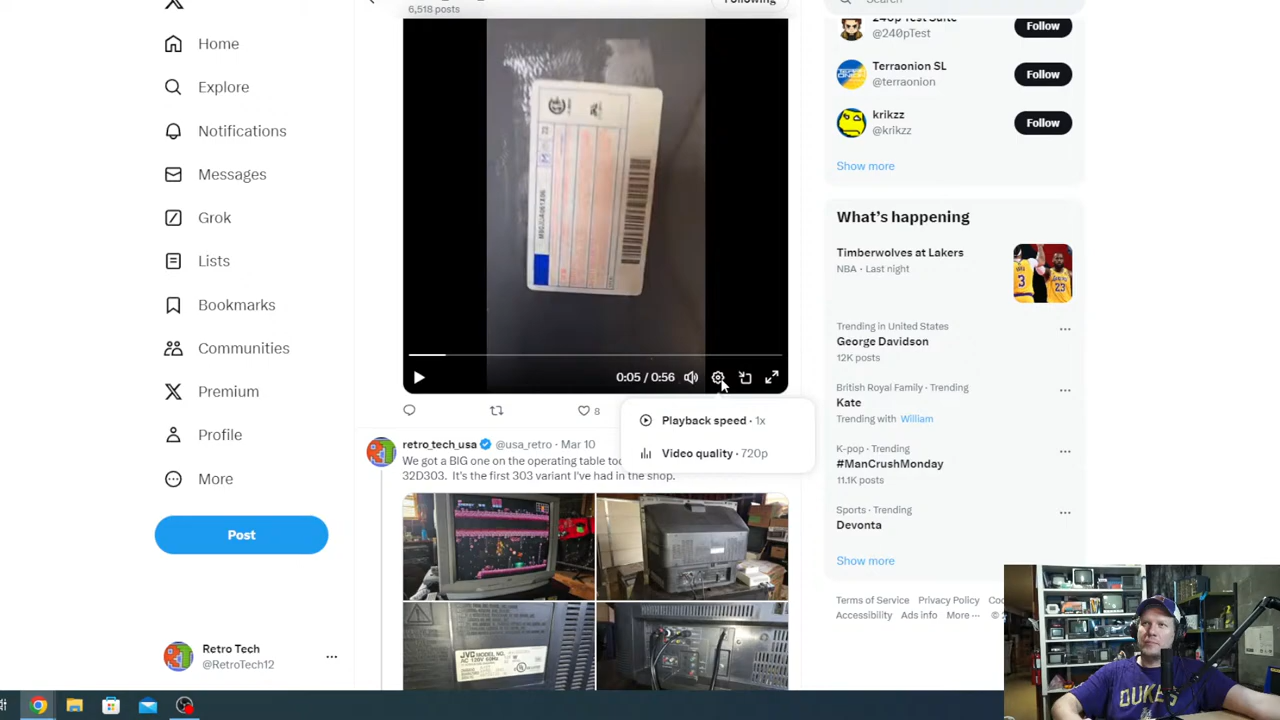 6,518 posts
Following
Search
Home
Explore
Notifications
Messages
Grok
Lists
Bookmarks
Communities
Premium
Profile
More
Post
Retro Tech
@RetroTech12
0:05 / 0:56
8
Playback speed · 1x
Video quality · 720p
retro_tech_usa @usa_retro · Mar 10
We got a BIG one on the operating table
32D303. It's the first 303 variant I've had in the shop.
JVC MODEL NO.
AC 120V 60Hz
240p Test Suite
@240pTest
Follow
Terraonion SL
@terraonion
Follow
krikzz
@krikzz
Follow
Show more
What's happening
Timberwolves at Lakers
NBA · Last night
Trending in United States
George Davidson
12K posts
British Royal Family · Trending
Kate
Trending with William
K-pop · Trending
#ManCrushMonday
11.1K posts
Sports · Trending
Devonta
Show more
Terms of Service Privacy Policy
Accessibility Ads info More ··· ©
DUKES